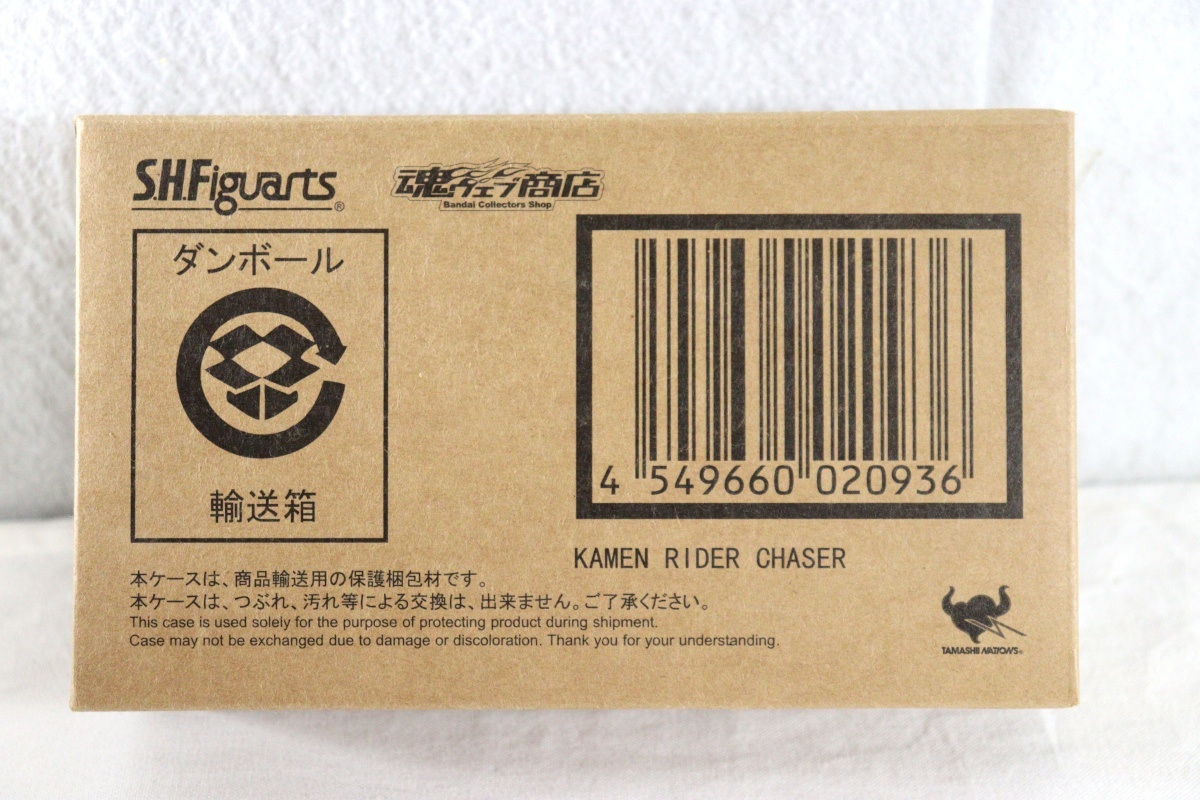 S.H.Figuarts®
魂ウェブ商店
Bandai Collectors Shop
ダンボール
輸送箱
4 549660 020936
KAMEN RIDER CHASER
本ケースは、商品輸送用の保護梱包材です。
本ケースは、つぶれ、汚れ等による交換は、出来ません。ご了承ください。
This case is used solely for the purpose of protecting product during shipment.
Case may not be exchanged due to damage or discoloration. Thank you for your understanding.
TAMASHII NATIONS®